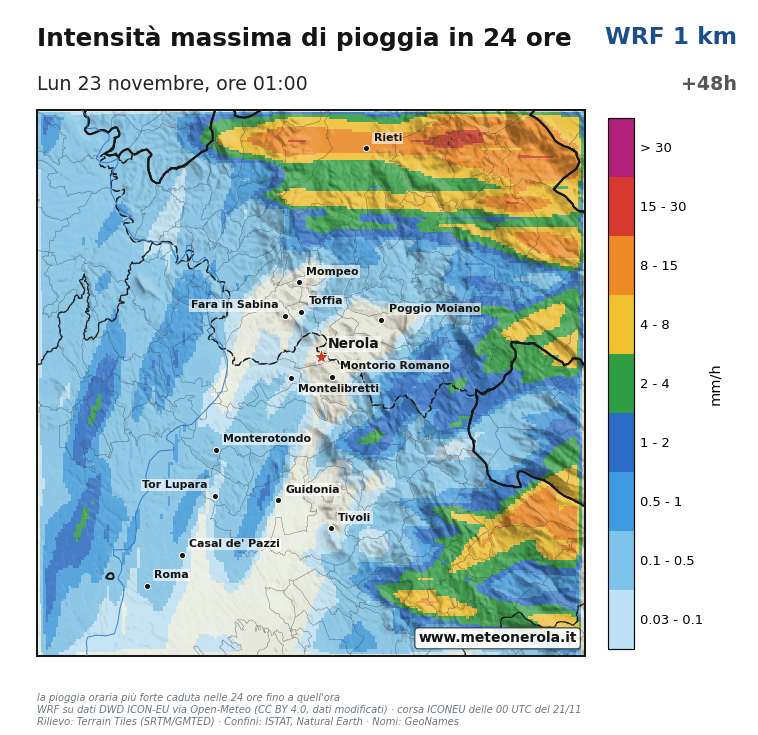 Intensità massima di pioggia in 24 ore
WRF 1 km
Lun 23 novembre, ore 01:00
+48h
Rieti
Mompeo
Fara in Sabina
Toffia
Poggio Moiano
Nerola
Montorio Romano
Montelibretti
Monterotondo
Tor Lupara
Guidonia
Tivoli
Casal de' Pazzi
Roma
www.meteonerola.it
> 30
15 - 30
8 - 15
4 - 8
2 - 4
1 - 2
0.5 - 1
0.1 - 0.5
0.03 - 0.1
mm/h
la pioggia oraria più forte caduta nelle 24 ore fino a quell'ora
WRF su dati DWD ICON-EU via Open-Meteo (CC BY 4.0, dati modificati) · corsa ICONEU delle 00 UTC del 21/11
Rilievo: Terrain Tiles (SRTM/GMTED) · Confini: ISTAT, Natural Earth · Nomi: GeoNames